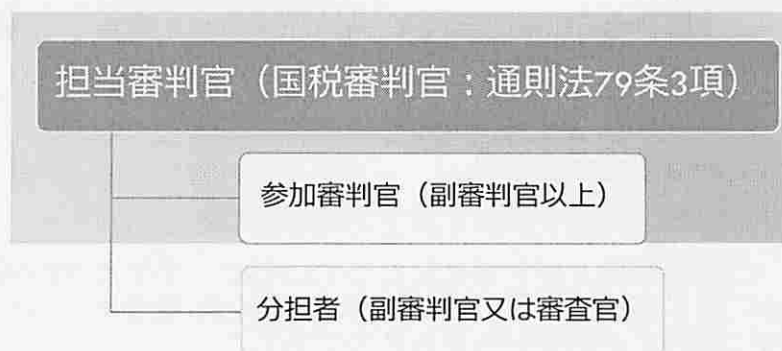 担当審判官（国税審判官：通則法79条3項）
参加審判官（副審判官以上）
分担者（副審判官又は審査官）